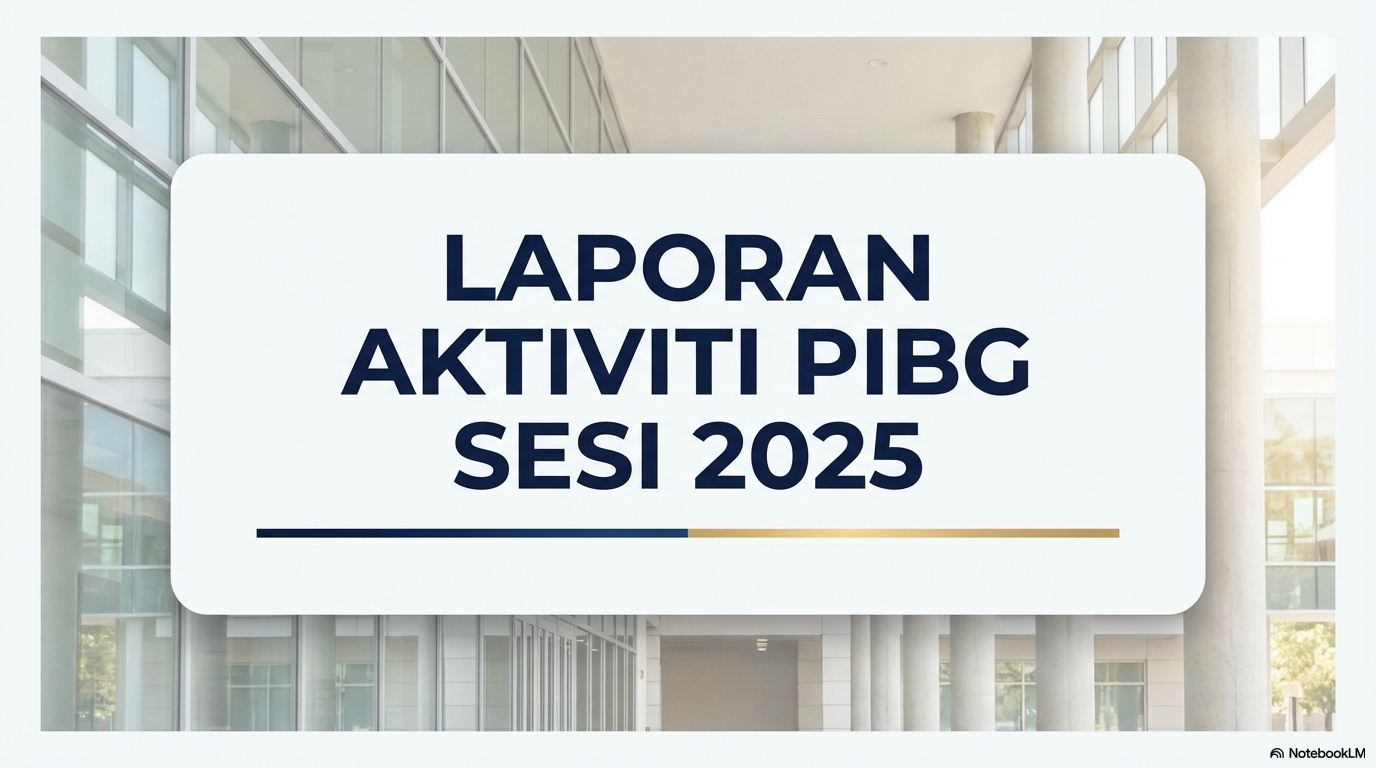 LAPORAN
AKTIVITI PIBG
SESI 2025
NotebookLM